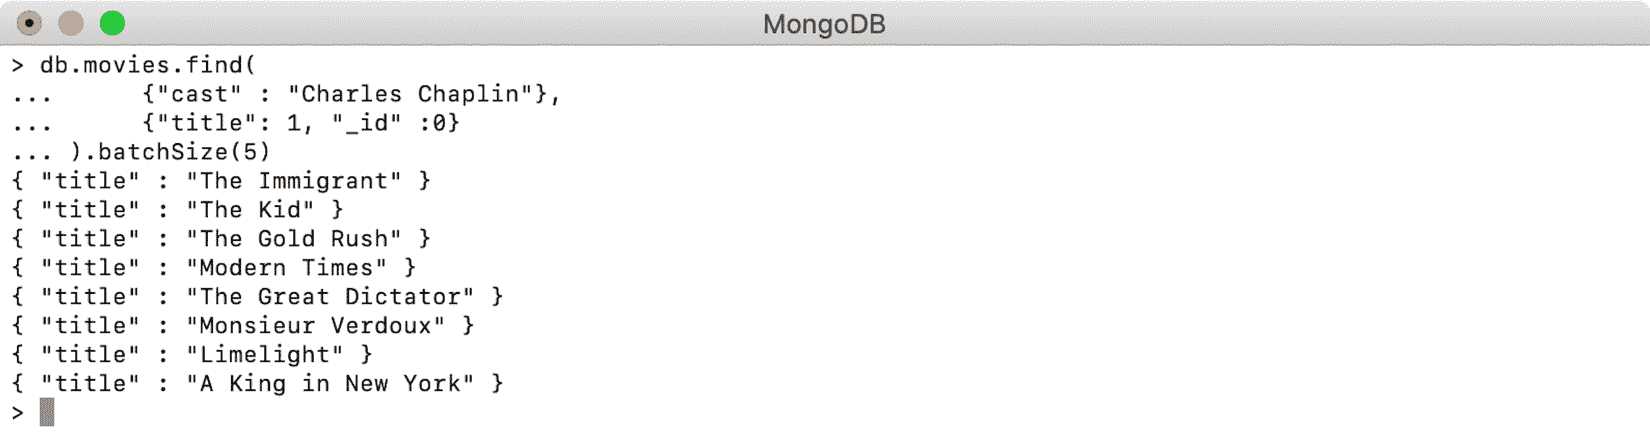 MongoDB
> db.movies.find(
...      {"cast" : "Charles Chaplin"},
...      {"title": 1, "_id" :0}
... ).batchSize(5)
{ "title" : "The Immigrant" }
{ "title" : "The Kid" }
{ "title" : "The Gold Rush" }
{ "title" : "Modern Times" }
{ "title" : "The Great Dictator" }
{ "title" : "Monsieur Verdoux" }
{ "title" : "Limelight" }
{ "title" : "A King in New York" }
>